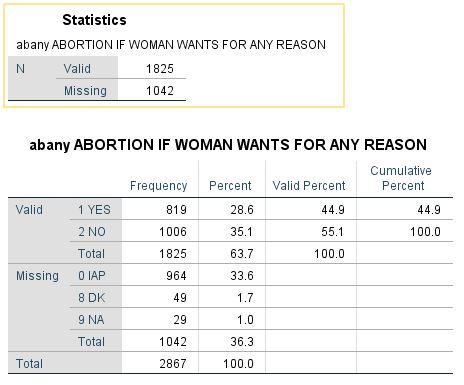 Statistics
abany ABORTION IF WOMAN WANTS FOR ANY REASON
N Valid 1825
Missing 1042
abany ABORTION IF WOMAN WANTS FOR ANY REASON
Frequency Percent Valid Percent Cumulative Percent
Valid 1 YES 819 28.6 44.9 44.9
2 NO 1006 35.1 55.1 100.0
Total 1825 63.7 100.0
Missing 0 IAP 964 33.6
8 DK 49 1.7
9 NA 29 1.0
Total 1042 36.3
Total 2867 100.0